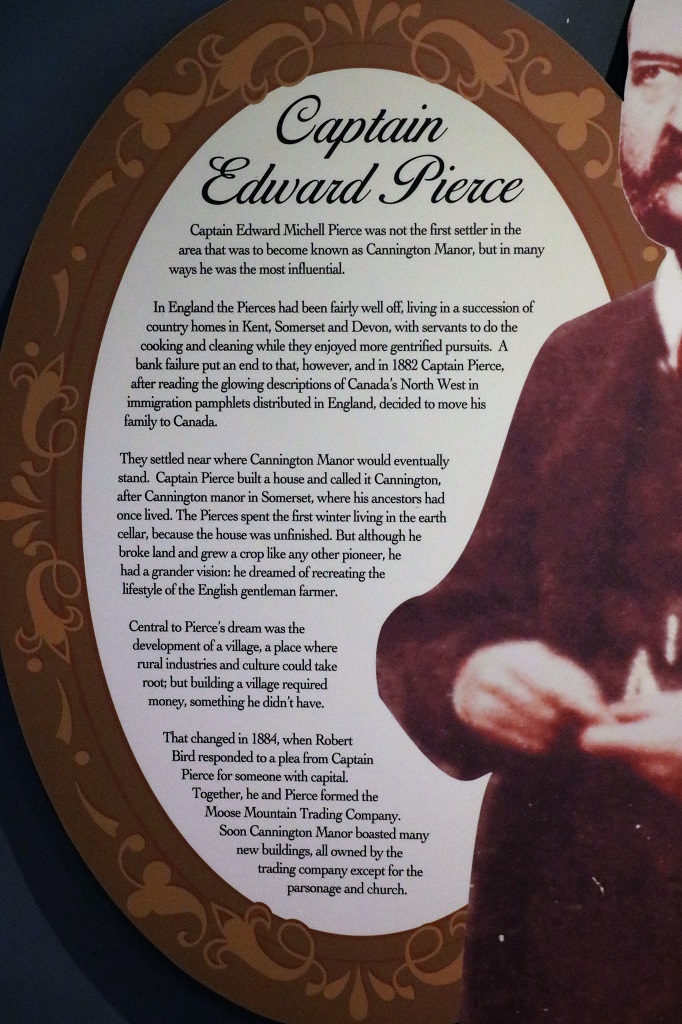 Captain
Edward Pierce
Captain Edward Michell Pierce was not the first settler in the
area that was to become known as Cannington Manor, but in many
ways he was the most influential.
In England the Pierces had been fairly well off, living in a succession of
country homes in Kent, Somerset and Devon, with servants to do the
cooking and cleaning while they enjoyed more gentrified pursuits. A
bank failure put an end to that, however, and in 1882 Captain Pierce,
after reading the glowing descriptions of Canada's North West in
immigration pamphlets distributed in England, decided to move his
family to Canada.
They settled near where Cannington Manor would eventually
stand. Captain Pierce built a house and called it Cannington,
after Cannington manor in Somerset, where his ancestors had
once lived. The Pierces spent the first winter living in the earth
cellar, because the house was unfinished. But although he
broke land and grew a crop like any other pioneer, he
had a grander vision: he dreamed of recreating the
lifestyle of the English gentleman farmer.
Central to Pierce's dream was the
development of a village, a place where
rural industries and culture could take
root; but building a village required
money, something he didn't have.
That changed in 1884, when Robert
Bird responded to a plea from Captain
Pierce for someone with capital.
Together, he and Pierce formed the
Moose Mountain Trading Company.
Soon Cannington Manor boasted many
new buildings, all owned by the
trading company except for the
parsonage and church.